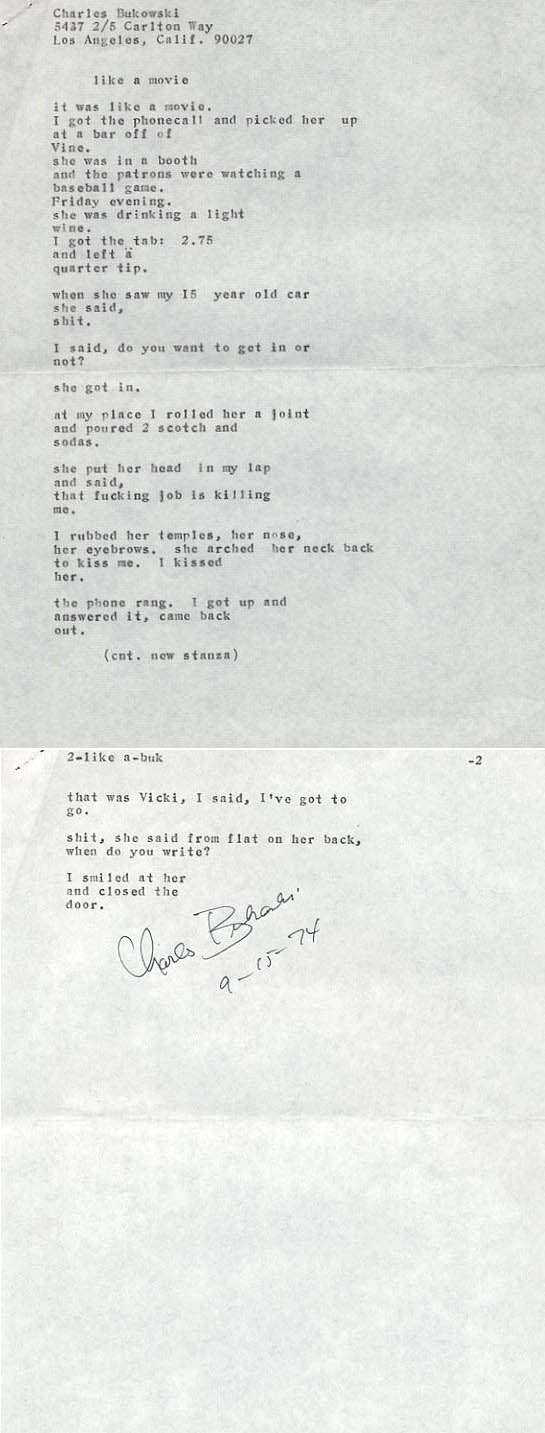 Charles Bukowski
5437 2/5 Carlton Way
Los Angeles, Calif. 90027
like a movie
it was like a movie.
I got the phonecall and picked her up
at a bar off of
Vine.
she was in a booth
and the patrons were watching a
baseball game.
Friday evening.
she was drinking a light
wine.
I got the tab: 2.75
and left a
quarter tip.
when she saw my 15 year old car
she said,
shit.
I said, do you want to get in or
not?
she got in.
at my place I rolled her a joint
and poured 2 scotch and
sodas.
she put her head in my lap
and said,
that fucking job is killing
me.
I rubbed her temples, her nose,
her eyebrows. she arched her neck back
to kiss me. I kissed
her.
the phone rang. I got up and
answered it, came back
out.
(cnt. new stanza)
2-like a-buk -2
that was Vicki, I said, I've got to
go.
shit, she said from flat on her back,
when do you write?
I smiled at her
and closed the
door.
Charles Bukowski
9-15-74